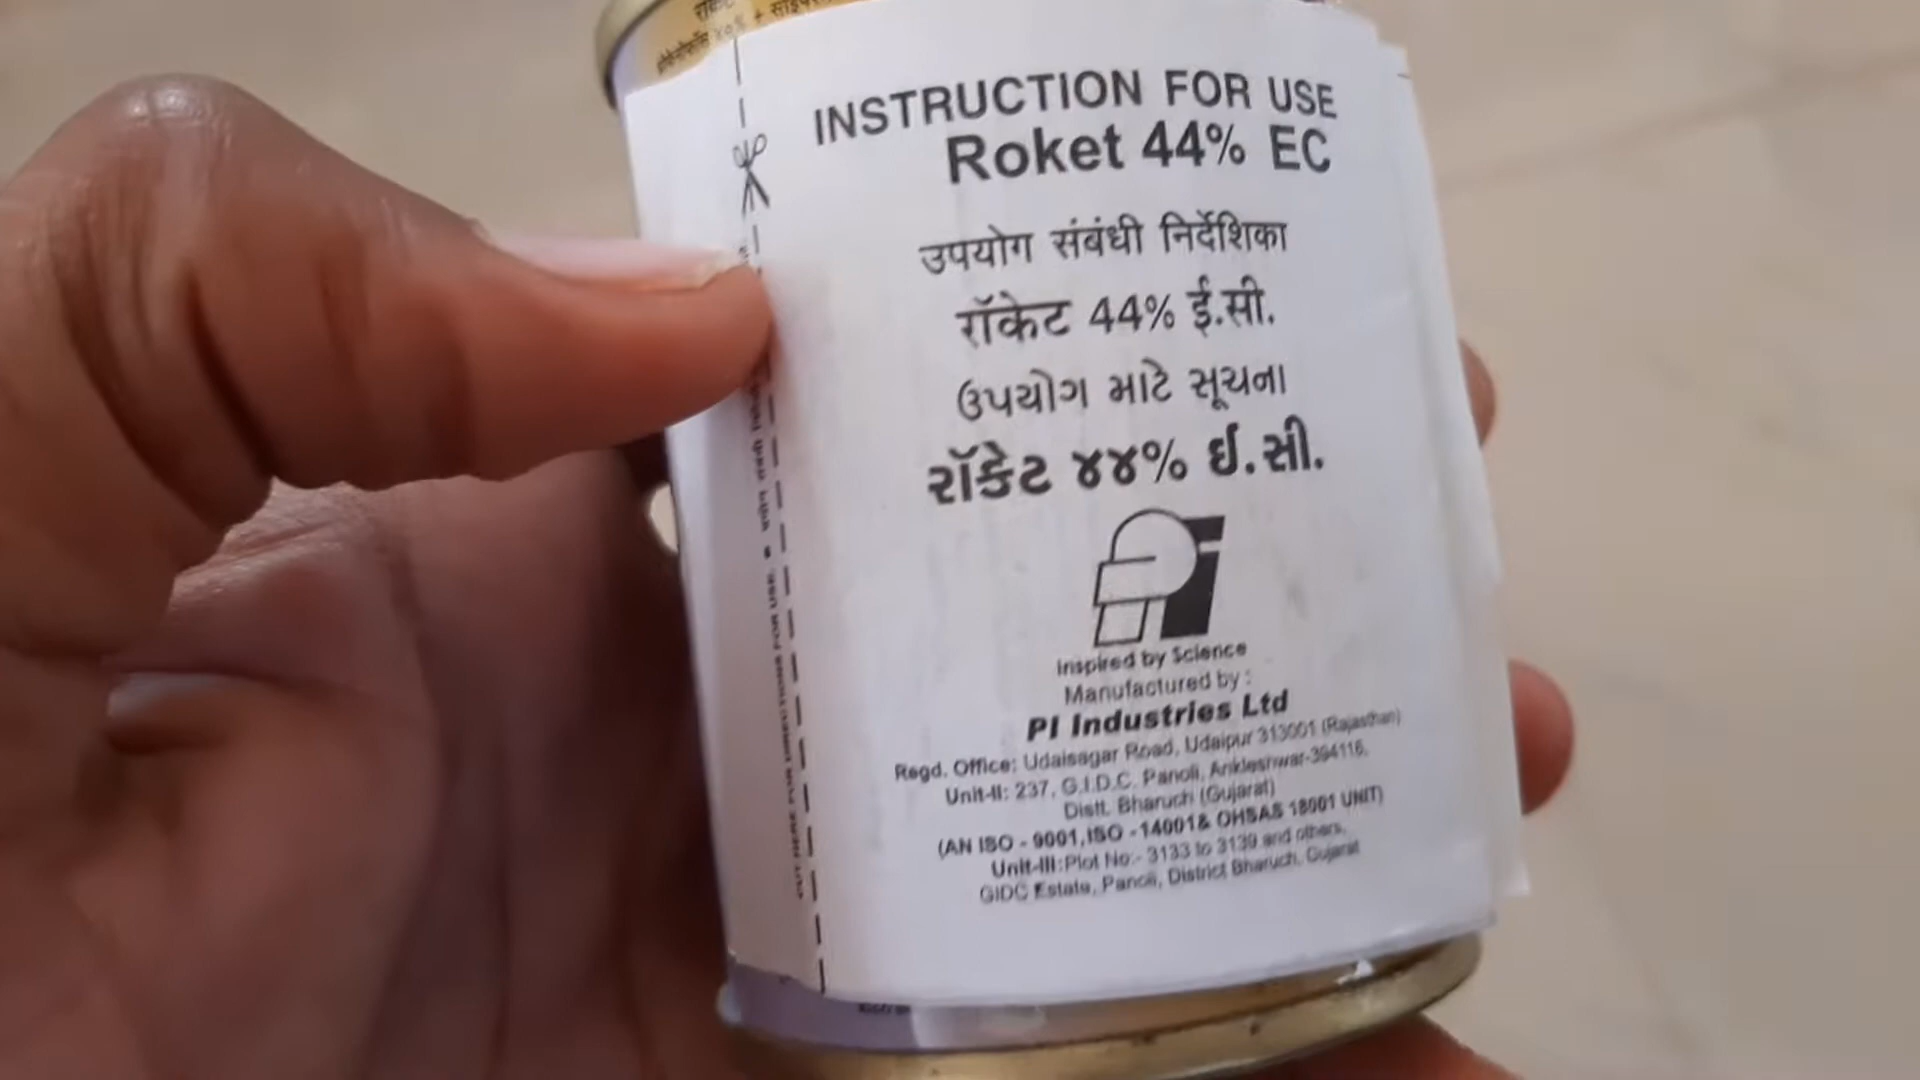 रॉकेट
प्रोफेनोफॉस ४०% + साइपर
INSTRUCTION FOR USE
Roket 44% EC
उपयोग संबंधी निर्देशिका
रॉकेट 44% ई.सी.
ઉપયોગ માટે સૂચના
રૉકેટ ૪૪% ઈ.સી.
Inspired by Science
Manufactured by :
PI Industries Ltd
Regd. Office: Udaisagar Road, Udaipur 313001 (Rajasthan)
Unit-II: 237, G.I.D.C. Panoli, Ankleshwar-394116,
Distt. Bharuch (Gujarat)
(AN ISO - 9001,ISO -14001& OHSAS 18001 UNIT)
Unit-III:Plot No:- 3133 to 3139 and others,
GIDC Estate, Panoli, District Bharuch, Gujarat